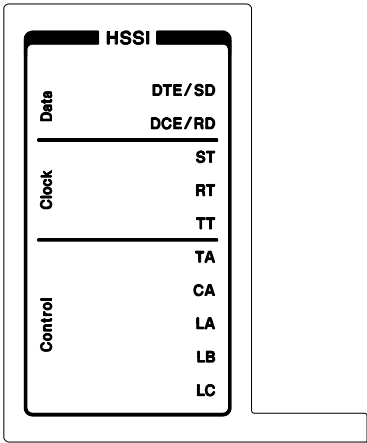 HSSI
Data
DTE/SD
DCE/RD
Clock
ST
RT
TT
Control
TA
CA
LA
LB
LC